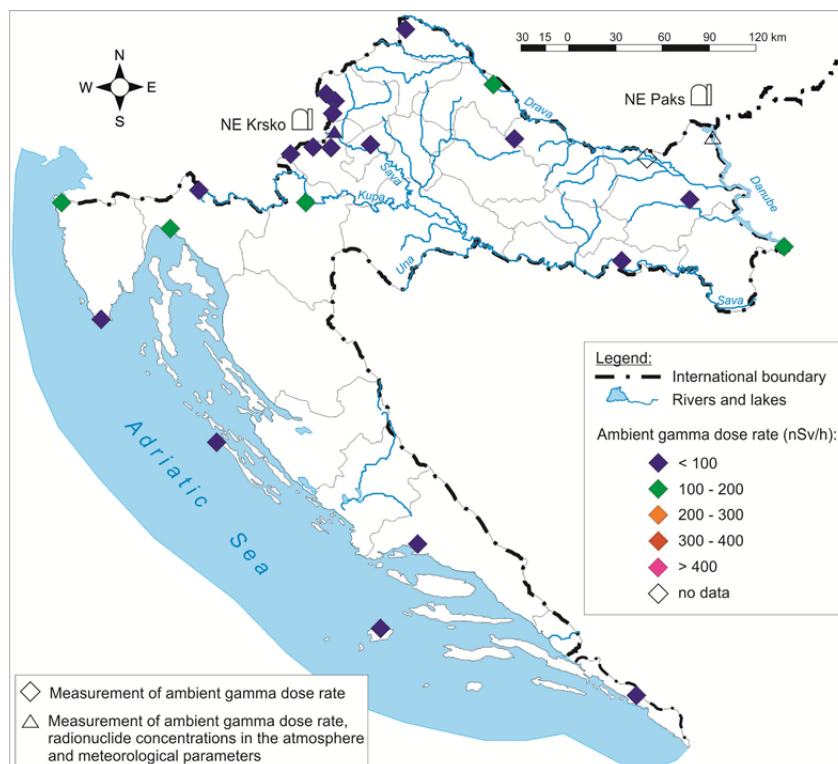 30 15 0 30 60 90 120 km
N
W E
S
NE Krsko
NE Paks
Drava
Sava
Kupa
Una
Danube
Sava
Adriatic Sea
Legend:
International boundary
Rivers and lakes
Ambient gamma dose rate (nSv/h):
< 100
100 - 200
200 - 300
300 - 400
> 400
no data
Measurement of ambient gamma dose rate
Measurement of ambient gamma dose rate,
radionuclide concentrations in the atmosphere
and meteorological parameters